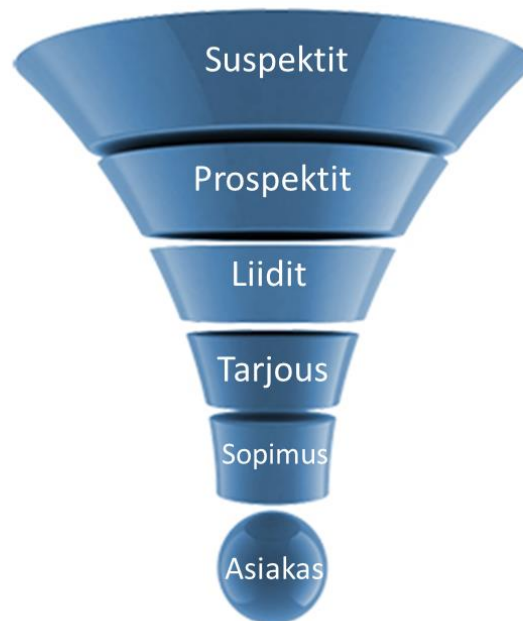 Suspektit
Prospektit
Liidit
Tarjous
Sopimus
Asiakas